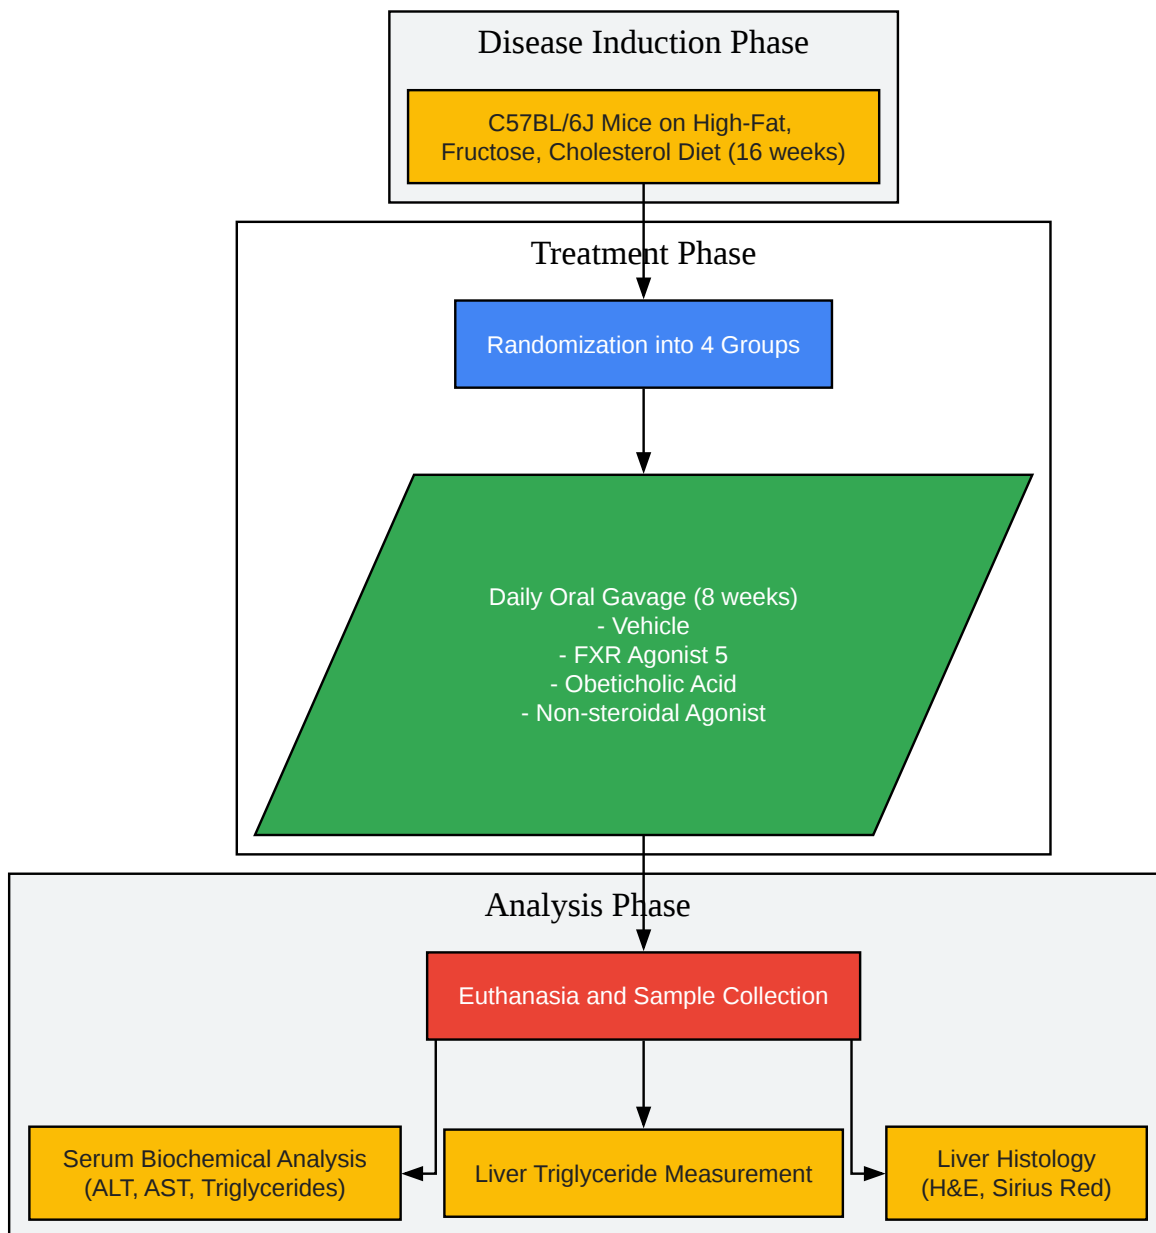 Disease Induction Phase
C57BL/6J Mice on High-Fat,
Fructose, Cholesterol Diet (16 weeks)
Treatment Phase
Randomization into 4 Groups
Daily Oral Gavage (8 weeks)
- Vehicle
- FXR Agonist 5
- Obeticholic Acid
- Non-steroidal Agonist
Analysis Phase
Euthanasia and Sample Collection
Serum Biochemical Analysis
(ALT, AST, Triglycerides)
Liver Triglyceride Measurement
Liver Histology
(H&E, Sirius Red)